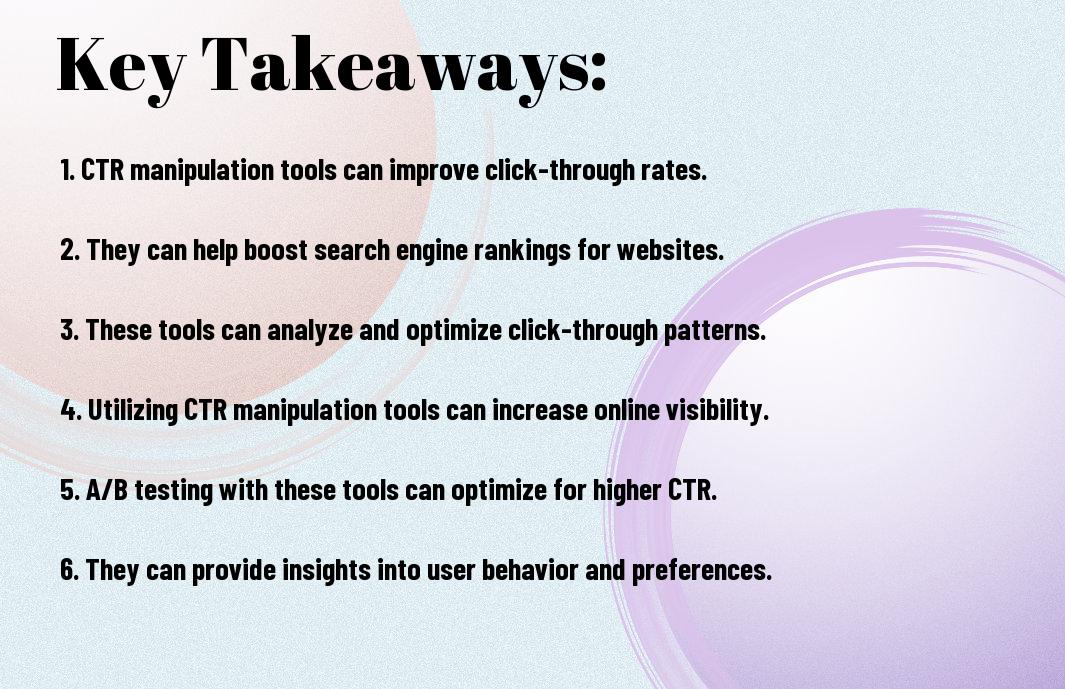 Key Takeaways:
1. CTR manipulation tools can improve click-through rates.
2. They can help boost search engine rankings for websites.
3. These tools can analyze and optimize click-through patterns.
4. Utilizing CTR manipulation tools can increase online visibility.
5. A/B testing with these tools can optimize for higher CTR.
6. They can provide insights into user behavior and preferences.